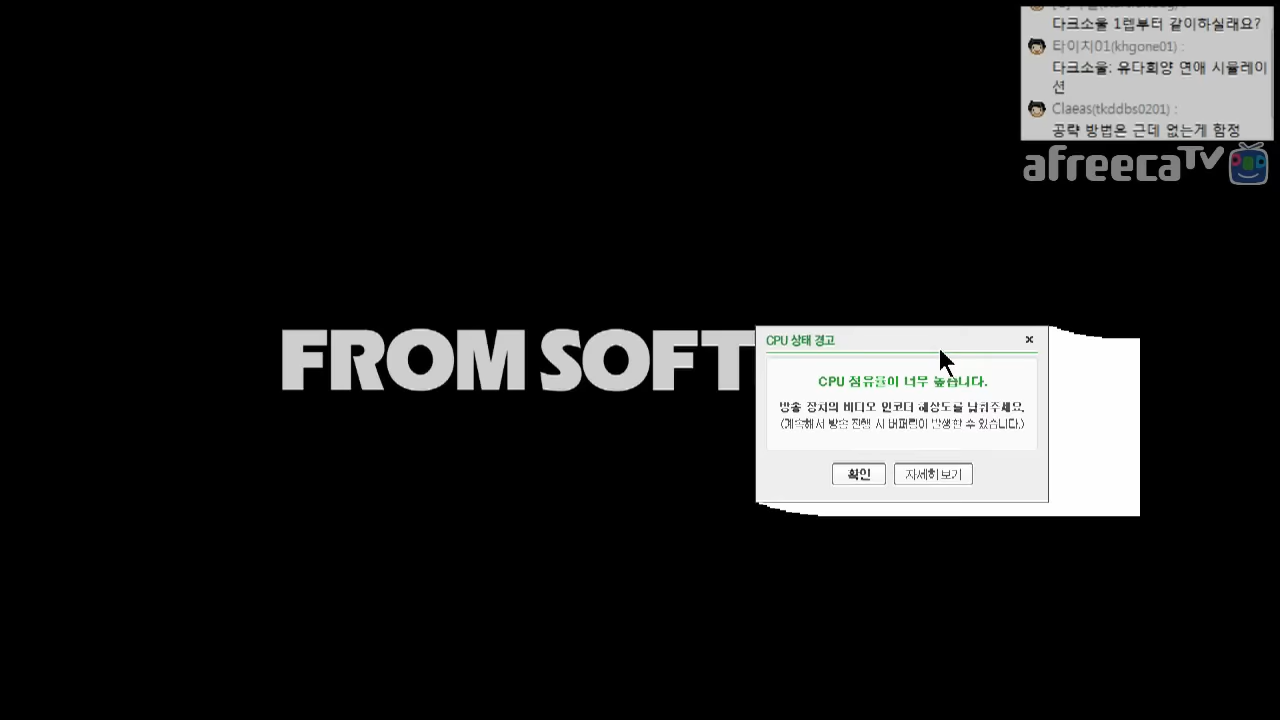 다크소울 1렙부터 같이하실래요?
타이치01(khgone01) :
다크소울: 유다희양 연애 시뮬레이
션
Claeas(tkddbs0201) :
공략 방법은 근데 없는게 함정
afreecaTV
FROM SOFT
CPU 상태 경고
CPU 점유율이 너무 높습니다.
방송 장치의 비디오 인코더 해상도를 낮춰주세요.
(계속해서 방송 진행 시 버퍼링이 발생할 수 있습니다.)
확인
자세히 보기